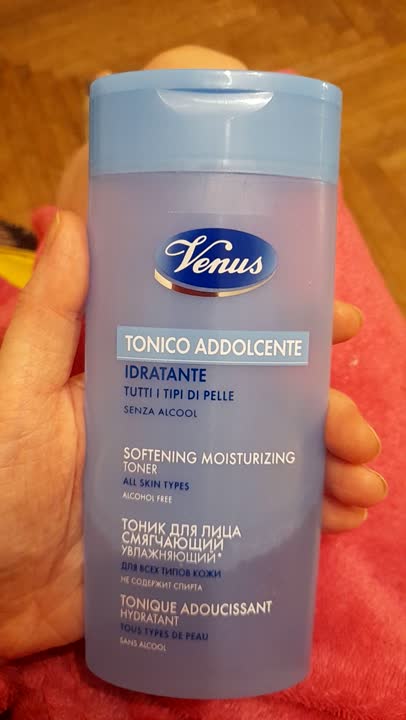 Venus
TONICO ADDOLCENTE
IDRATANTE
TUTTI I TIPI DI PELLE
SENZA ALCOOL
SOFTENING MOISTURIZING
TONER
ALL SKIN TYPES
ALCOHOL FREE
ТОНИК ДЛЯ ЛИЦА
СМЯГЧАЮЩИЙ
УВЛАЖНЯЮЩИЙ*
ДЛЯ ВСЕХ ТИПОВ КОЖИ
НЕ СОДЕРЖИТ СПИРТА
TONIQUE ADOUCISSANT
HYDRATANT
TOUS TYPES DE PEAU
SANS ALCOOL